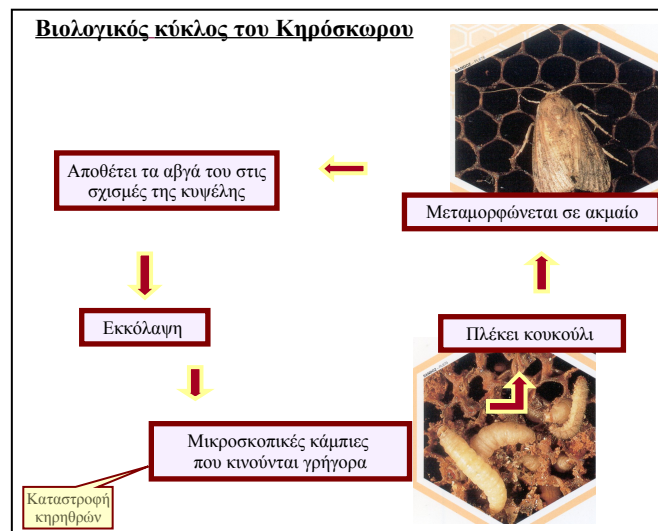 Βιολογικός κύκλος του Κηρόσκωρου
Αποθέτει τα αβγά του στις
σχισμές της κυψέλης
Εκκόλαψη
Μικροσκοπικές κάμπιες
που κινούνται γρήγορα
Καταστροφή
κηρηθρών
Πλέκει κουκούλι
Μεταμορφώνεται σε ακμαίο